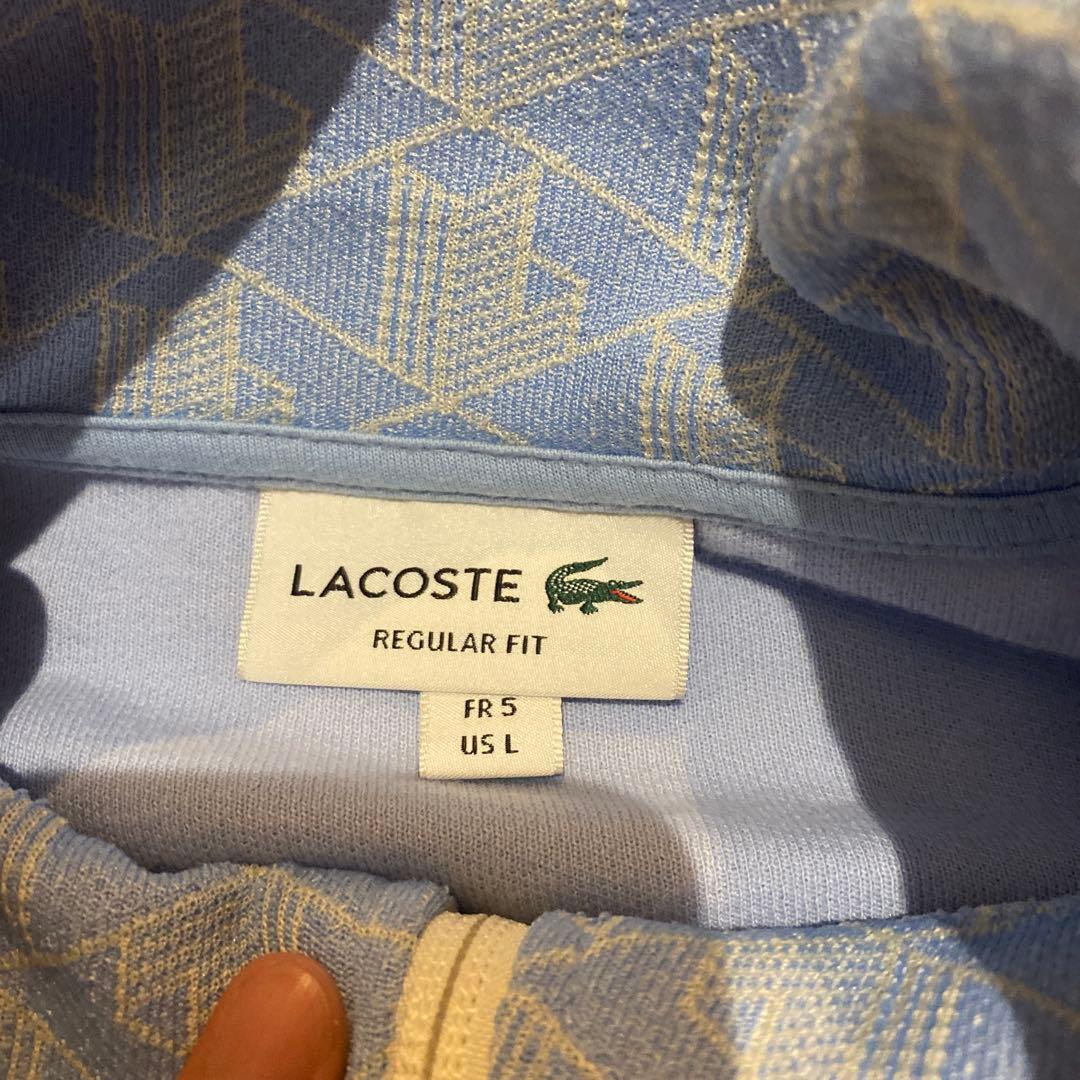 LACOSTE
REGULAR FIT
FR 5
US L